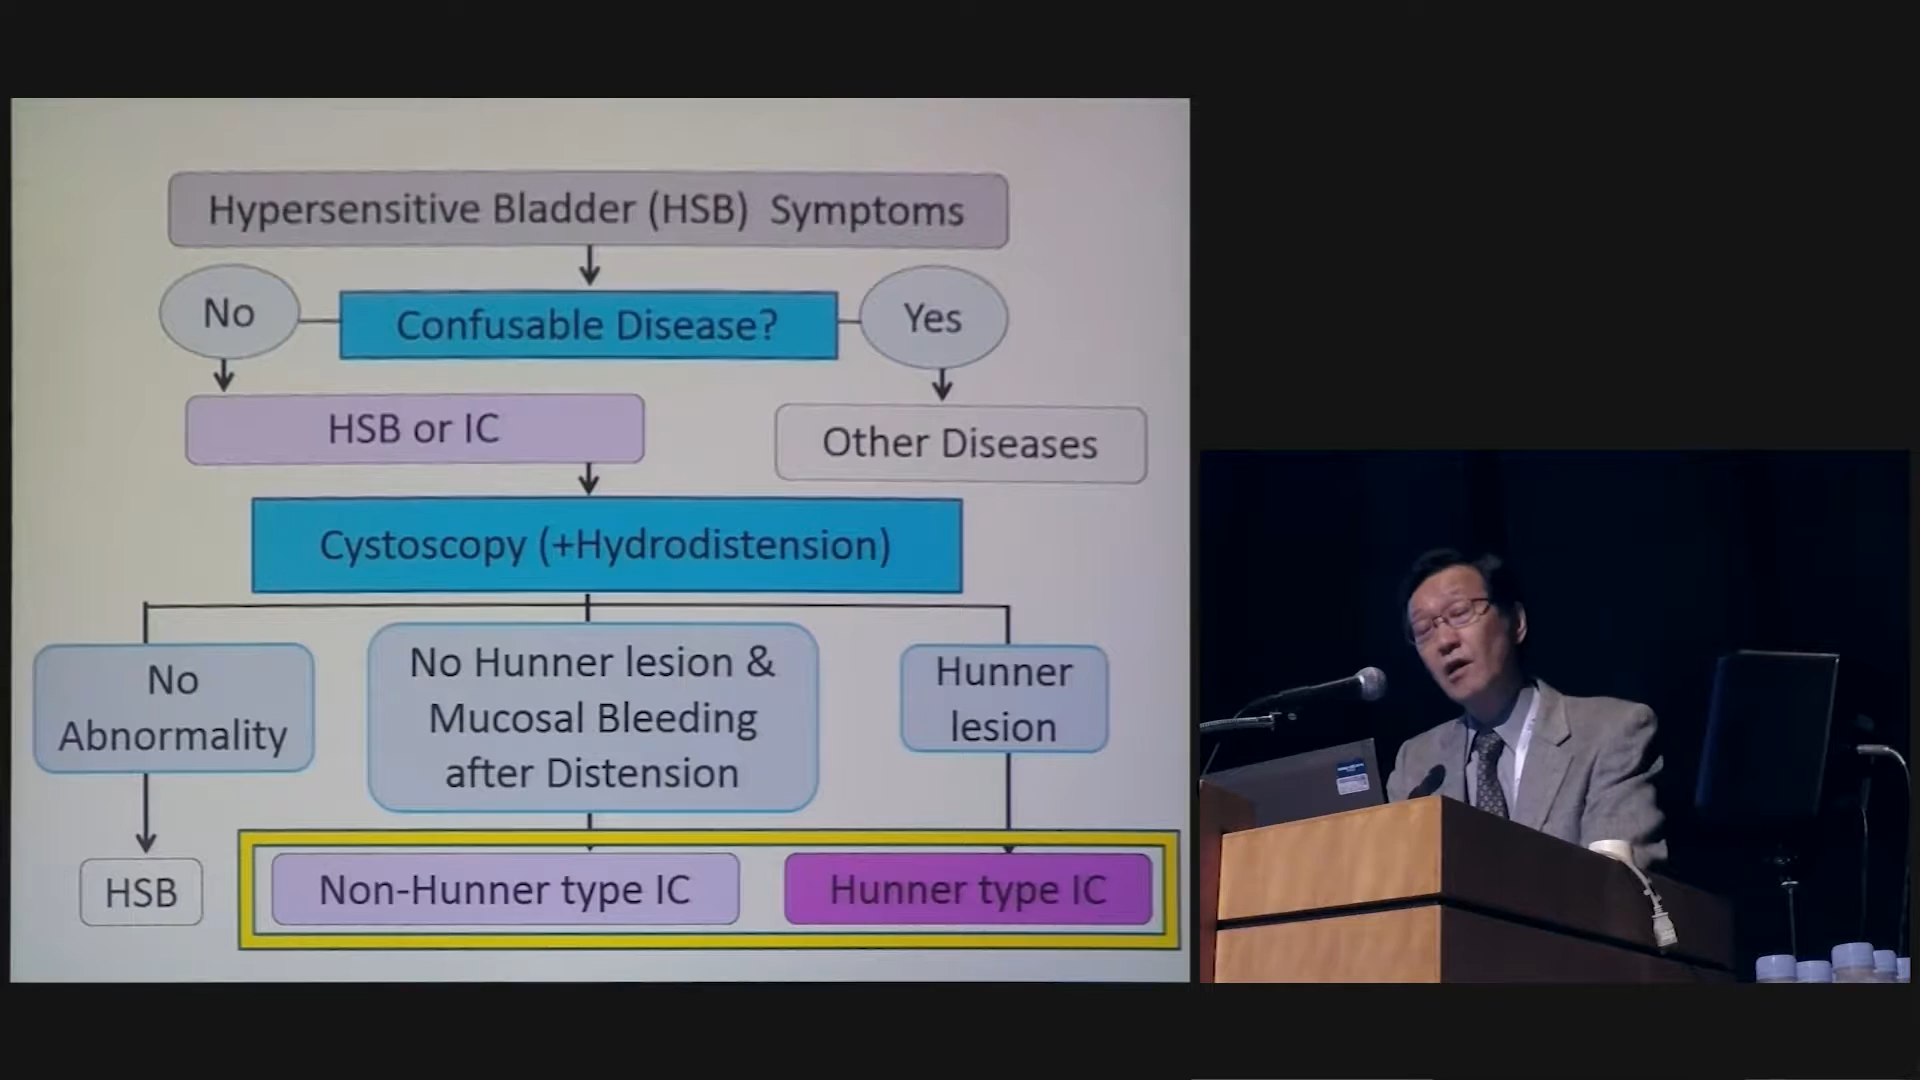 Hypersensitive Bladder (HSB) Symptoms
No
Confusable Disease?
Yes
HSB or IC
Other Diseases
Cystoscopy (+Hydrodistension)
No
Abnormality
No Hunner lesion &
Mucosal Bleeding
after Distension
Hunner
lesion
HSB
Non-Hunner type IC
Hunner type IC